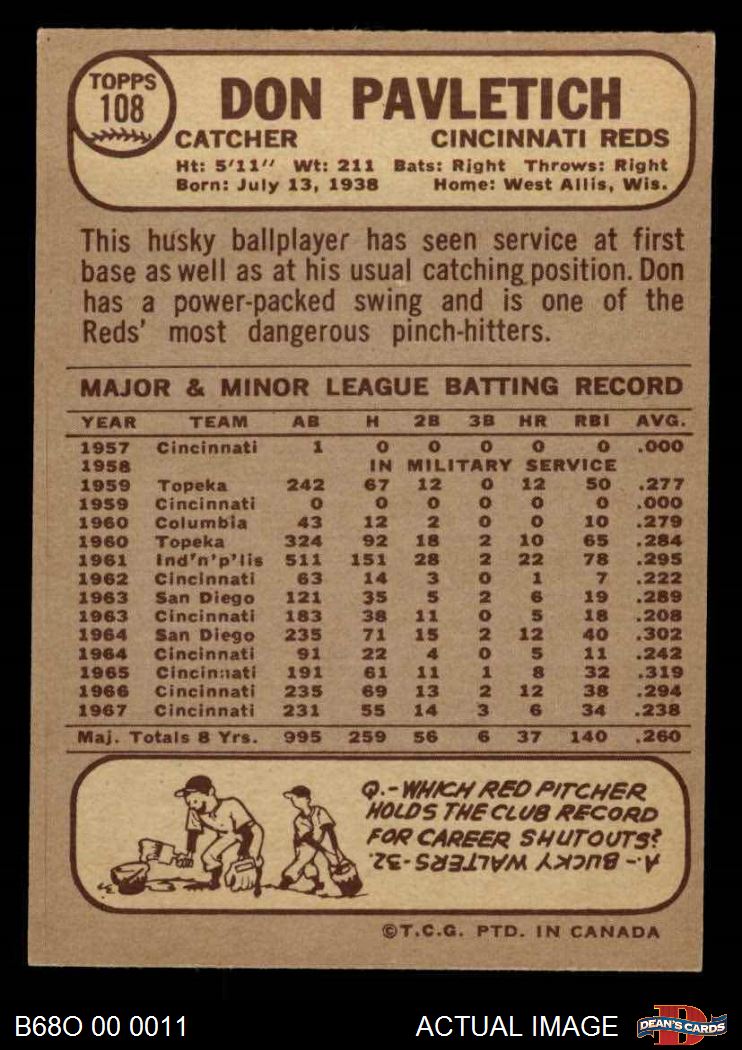 TOPPS
108
DON PAVLETICH
CATCHER CINCINNATI REDS
Ht: 5'11" Wt: 211 Bats: Right Throws: Right
Born: July 13, 1938 Home: West Allis, Wis.
This husky ballplayer has seen service at first
base as well as at his usual catching position. Don
has a power-packed swing and is one of the
Reds' most dangerous pinch-hitters.
MAJOR & MINOR LEAGUE BATTING RECORD
YEAR TEAM AB H 2B 3B HR RBI AVG.
1957 Cincinnati 1 0 0 0 0 0 .000
1958 IN MILITARY SERVICE
1959 Topeka 242 67 12 0 12 50 .277
1959 Cincinnati 0 0 0 0 0 0 .000
1960 Columbia 43 12 2 0 0 10 .279
1960 Topeka 324 92 18 2 10 65 .284
1961 Ind'n'p'lis 511 151 28 2 22 78 .295
1962 Cincinnati 63 14 3 0 1 7 .222
1963 San Diego 121 35 5 2 6 19 .289
1963 Cincinnati 183 38 11 0 5 18 .208
1964 San Diego 235 71 15 2 12 40 .302
1964 Cincinnati 91 22 4 0 5 11 .242
1965 Cincinnati 191 61 11 1 8 32 .319
1966 Cincinnati 235 69 13 2 12 38 .294
1967 Cincinnati 231 55 14 3 6 34 .238
Maj. Totals 8 Yrs. 995 259 56 6 37 140 .260
Q.-WHICH RED PITCHER
HOLDS THE CLUB RECORD
FOR CAREER SHUTOUTS?
A.-BUCKY WALTERS-32.
©T.C.G. PTD. IN CANADA
B68O 00 0011 ACTUAL IMAGE
DEAN'S CARDS